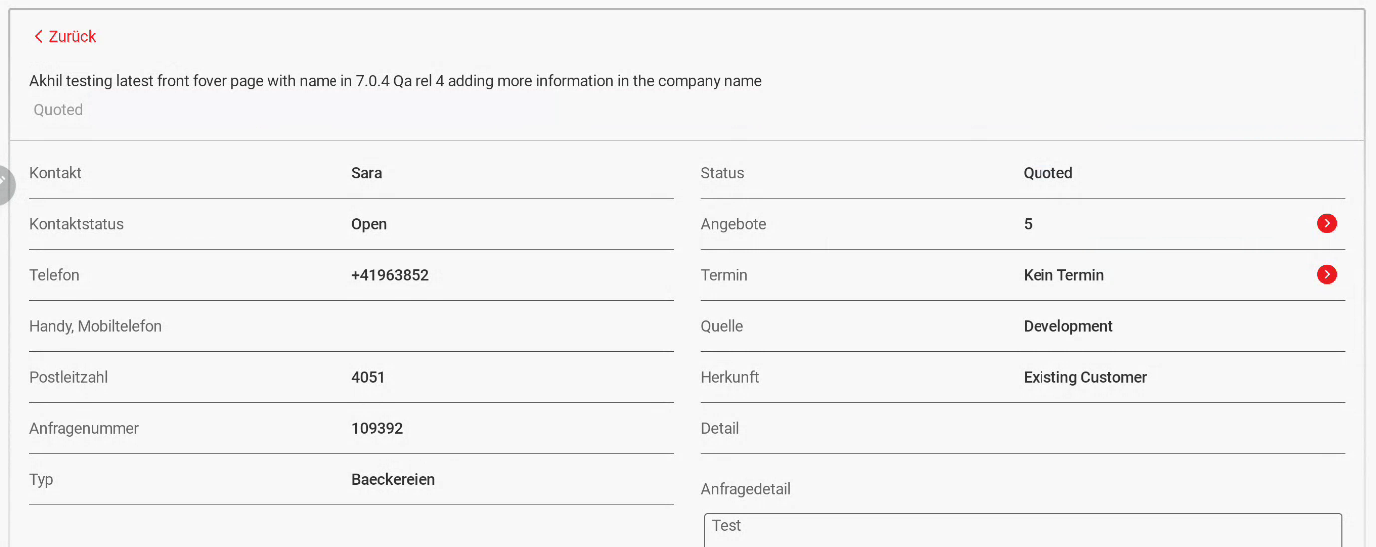 Zurück
Akhil testing latest front fover page with name in 7.0.4 Qa rel 4 adding more information in the company name
Quoted
Kontakt Sara
Kontaktstatus Open
Telefon +41963852
Handy, Mobiltelefon
Postleitzahl 4051
Anfragenummer 109392
Typ Baeckereien
Status Quoted
Angebote 5
Termin Kein Termin
Quelle Development
Herkunft Existing Customer
Detail
Anfragedetail
Test